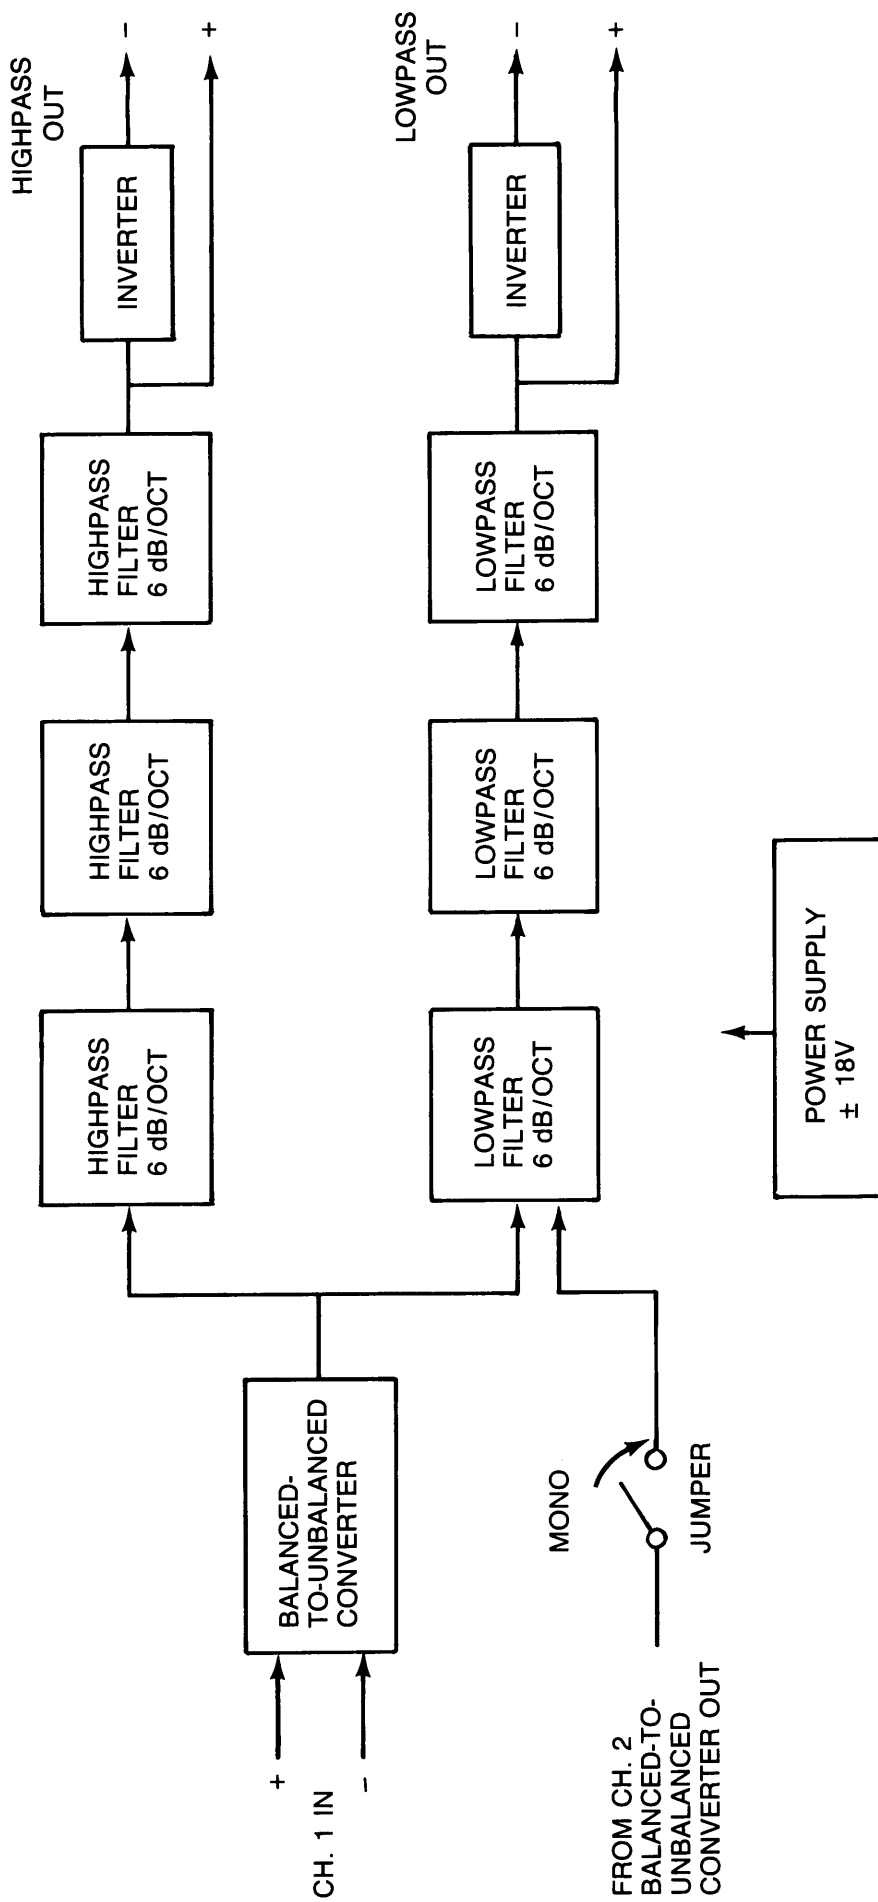 CH. 1 IN
+
-
BALANCED-
TO-UNBALANCED
CONVERTER
HIGHPASS
FILTER
6 dB/OCT
HIGHPASS
FILTER
6 dB/OCT
HIGHPASS
FILTER
6 dB/OCT
INVERTER
HIGHPASS
OUT
-
+
LOWPASS
FILTER
6 dB/OCT
LOWPASS
FILTER
6 dB/OCT
LOWPASS
FILTER
6 dB/OCT
INVERTER
LOWPASS
OUT
-
+
FROM CH. 2
BALANCED-TO-
UNBALANCED
CONVERTER OUT
MONO
JUMPER
POWER SUPPLY
± 18V